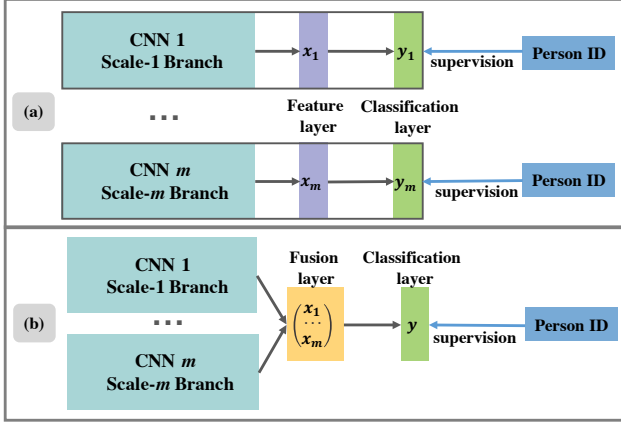 CNN 1
Scale-1 Branch
x1
y1
supervision
Person ID
(a)
...
Feature
layer
Classification
layer
CNN m
Scale-m Branch
xm
ym
supervision
Person ID
(b)
CNN 1
Scale-1 Branch
...
CNN m
Scale-m Branch
Fusion
layer
x1
...
xm
Classification
layer
y
supervision
Person ID